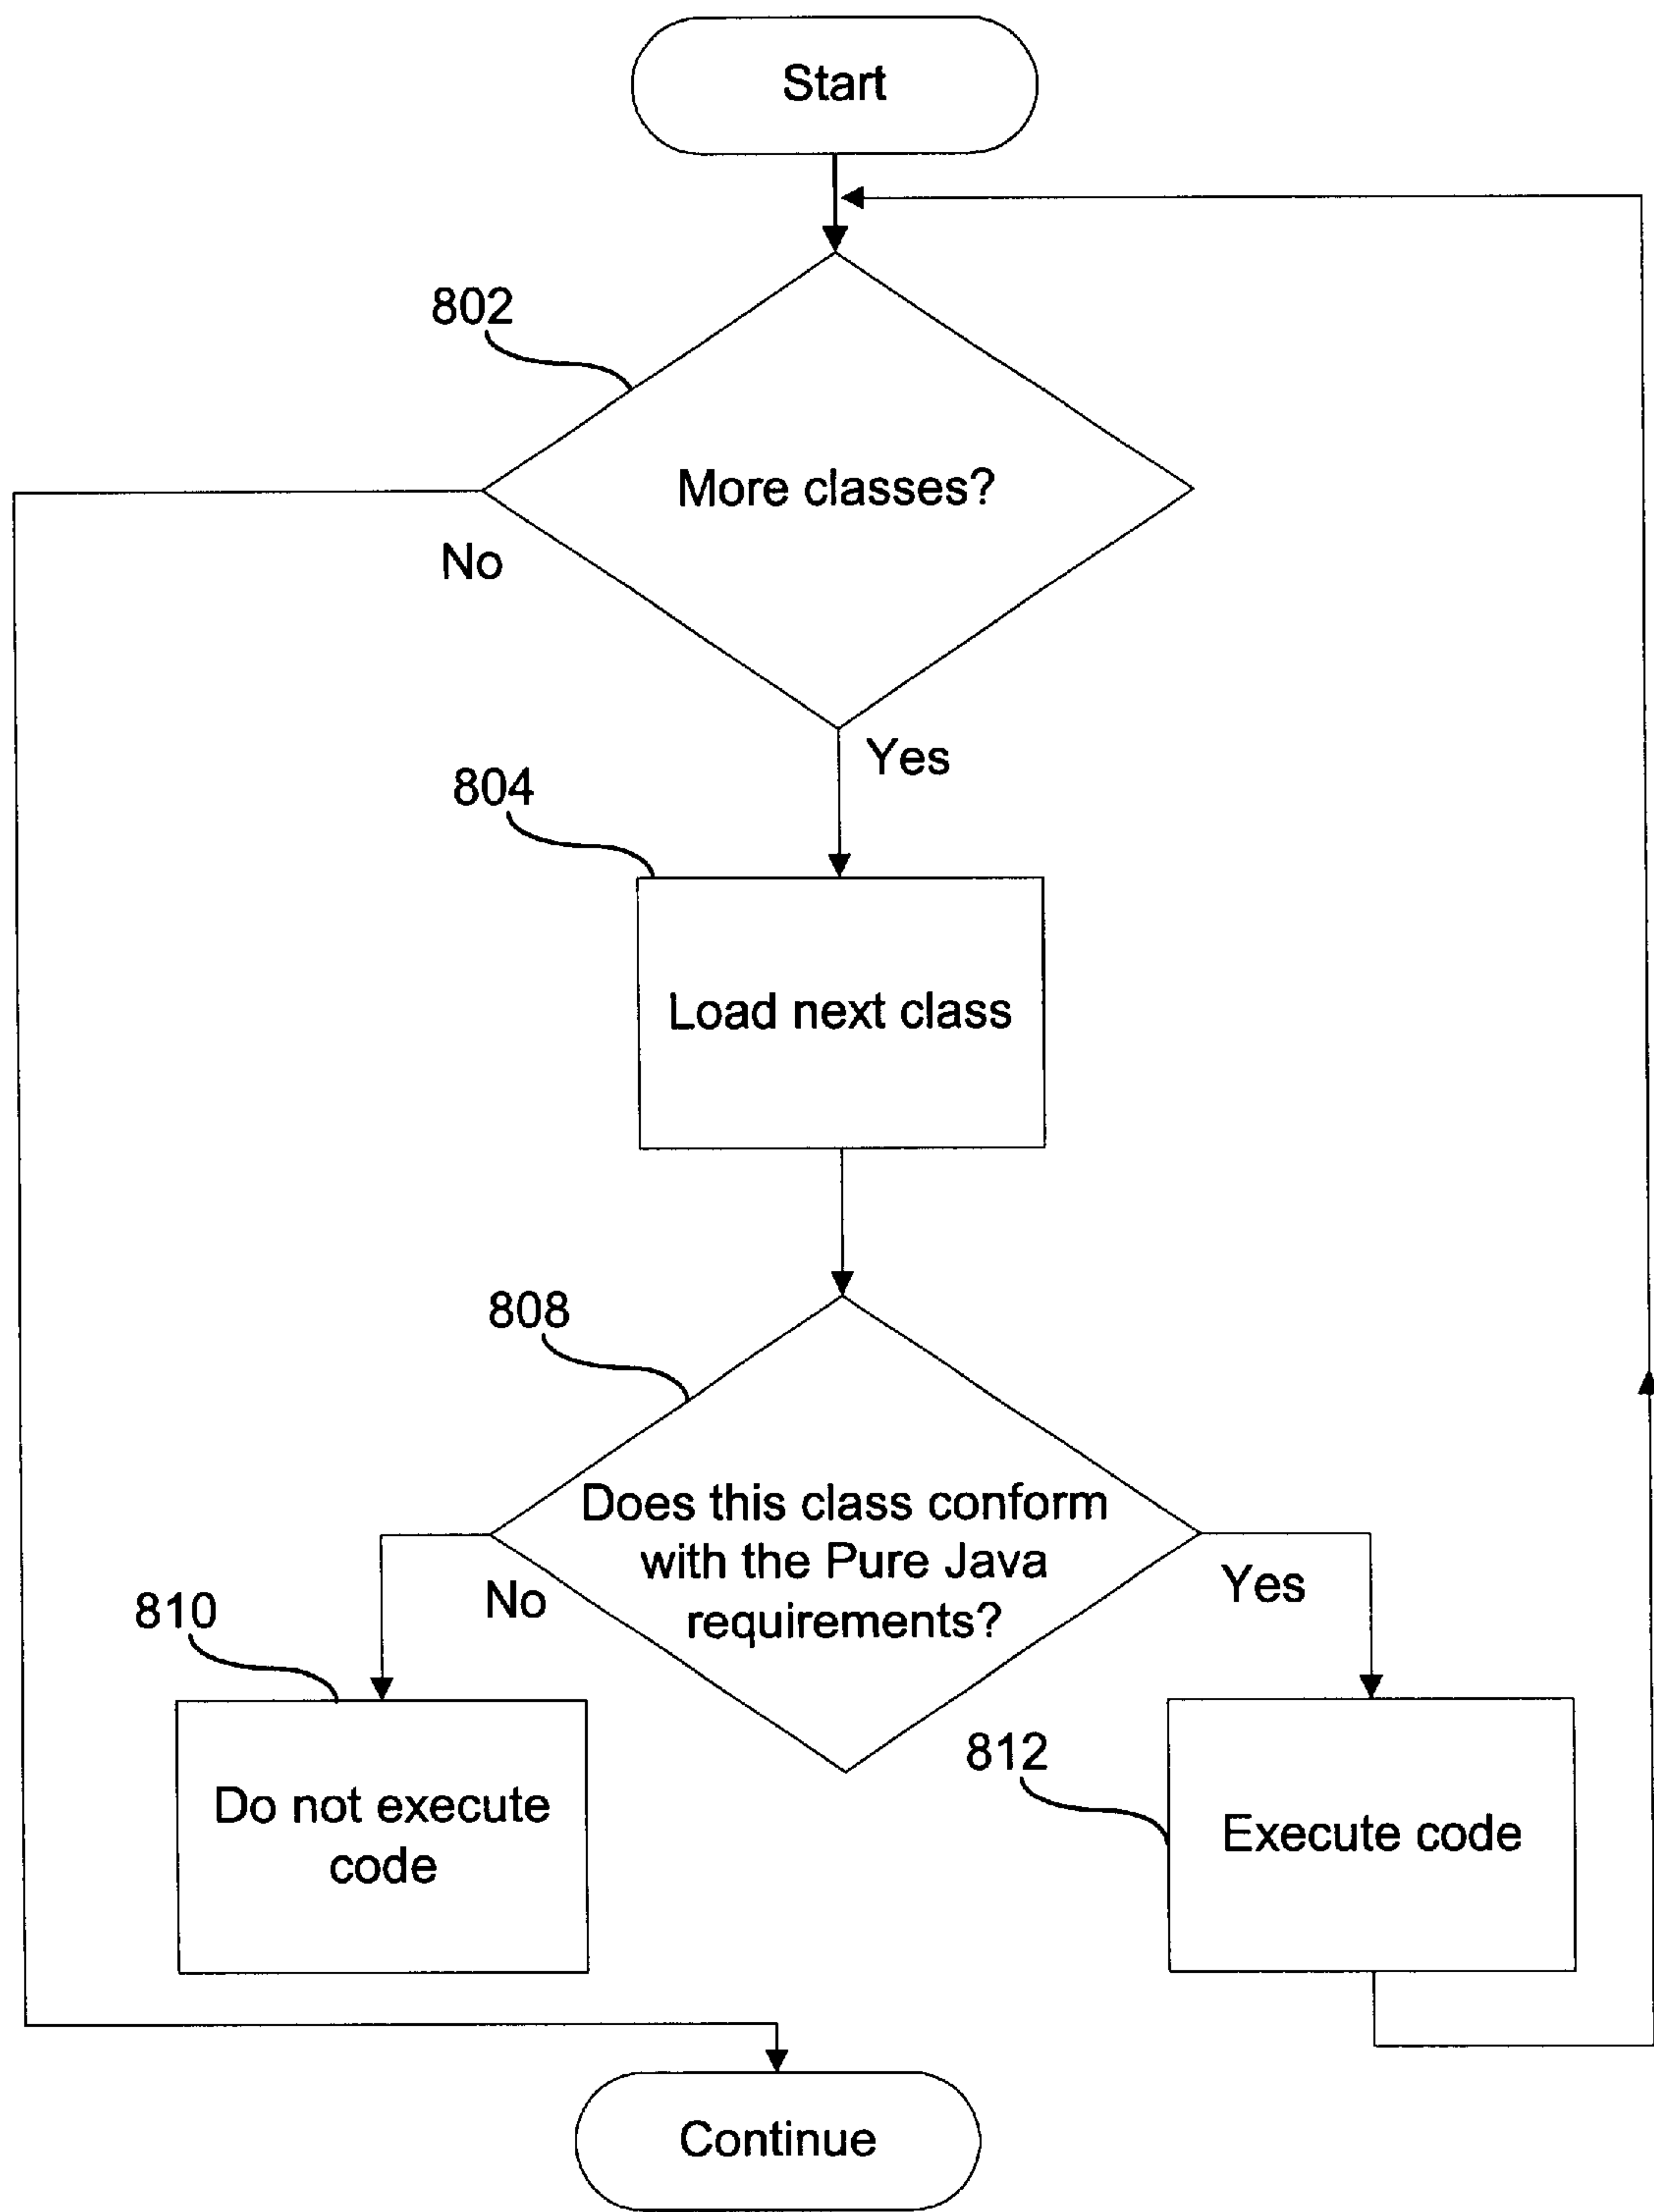 Start
802
More classes?
No
Yes
804
Load next class
808
Does this class conform
with the Pure Java
requirements?
No
Yes
810
Do not execute
code
812
Execute code
Continue